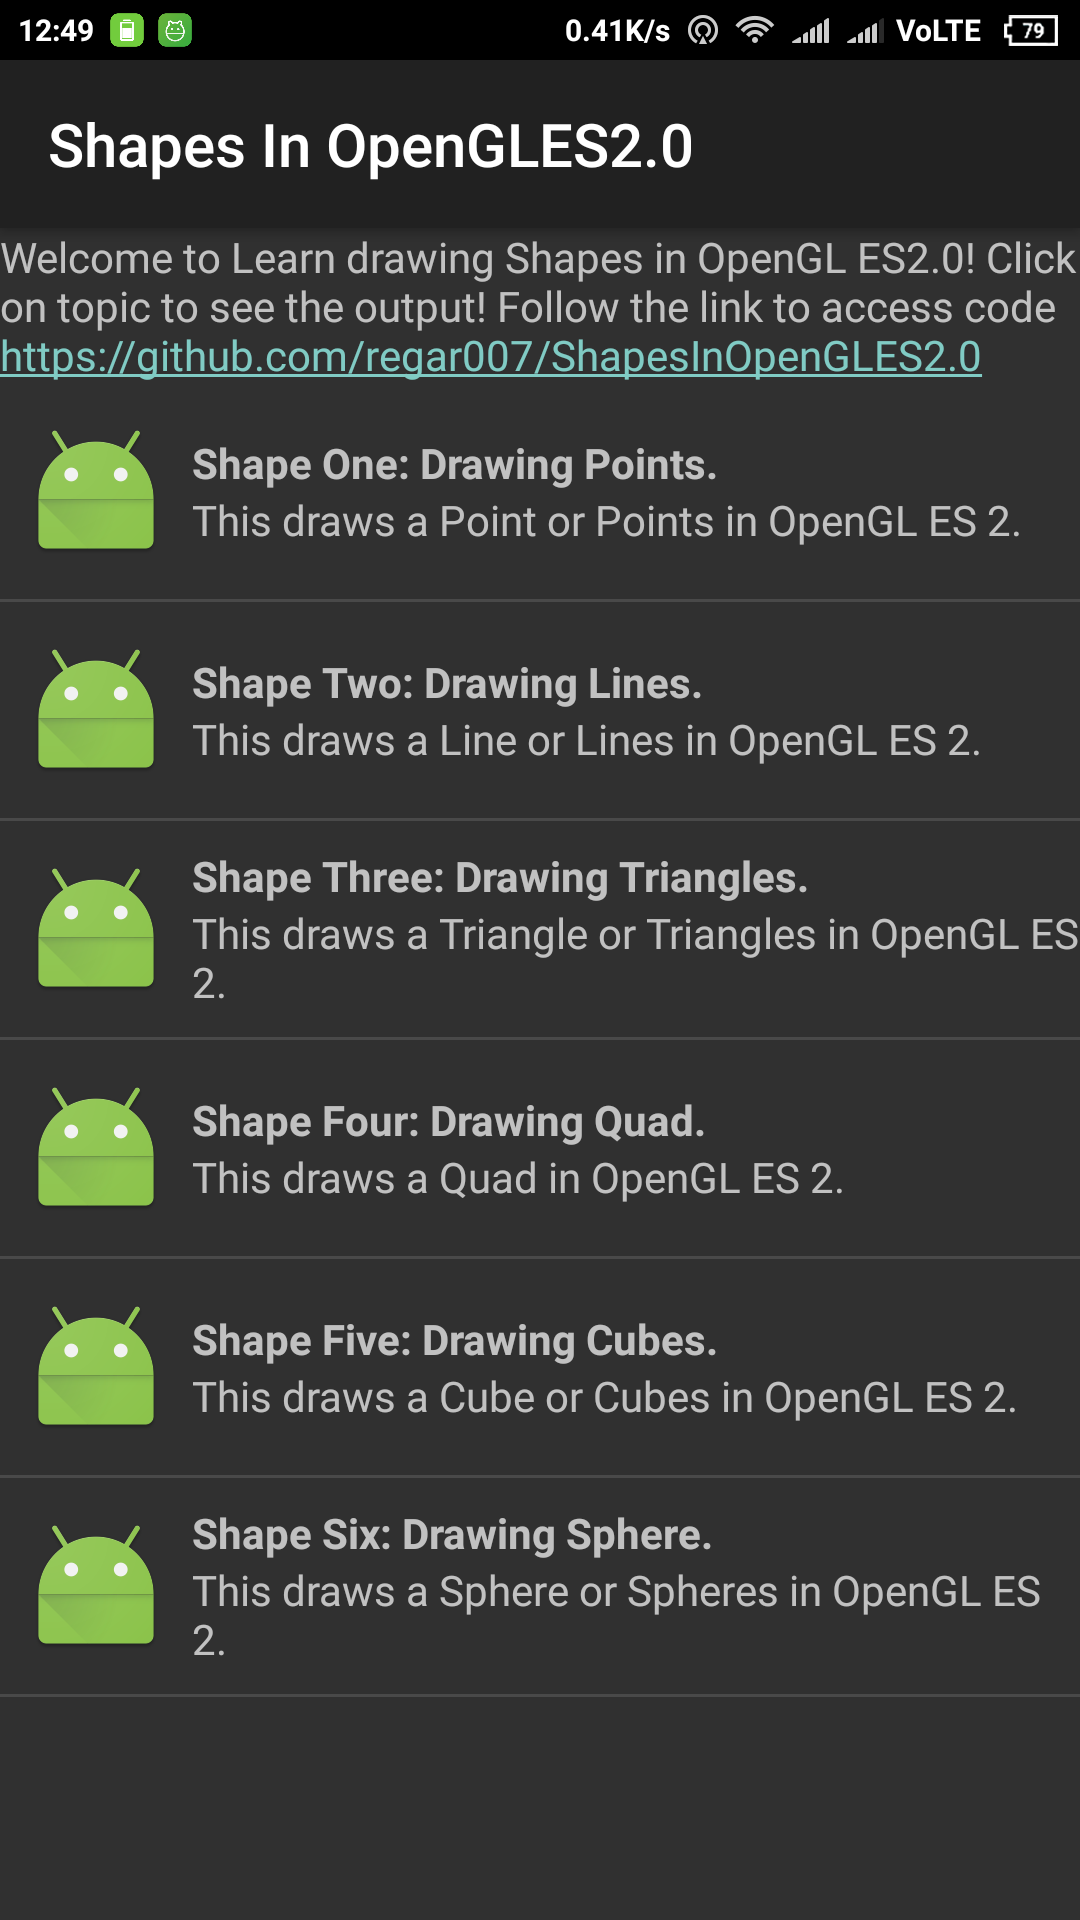 12:49 0.41K/s VoLTE 79
Shapes In OpenGLES2.0
Welcome to Learn drawing Shapes in OpenGL ES2.0! Click
on topic to see the output! Follow the link to access code
https://github.com/regar007/ShapesInOpenGLES2.0
Shape One: Drawing Points.
This draws a Point or Points in OpenGL ES 2.
Shape Two: Drawing Lines.
This draws a Line or Lines in OpenGL ES 2.
Shape Three: Drawing Triangles.
This draws a Triangle or Triangles in OpenGL ES
2.
Shape Four: Drawing Quad.
This draws a Quad in OpenGL ES 2.
Shape Five: Drawing Cubes.
This draws a Cube or Cubes in OpenGL ES 2.
Shape Six: Drawing Sphere.
This draws a Sphere or Spheres in OpenGL ES
2.